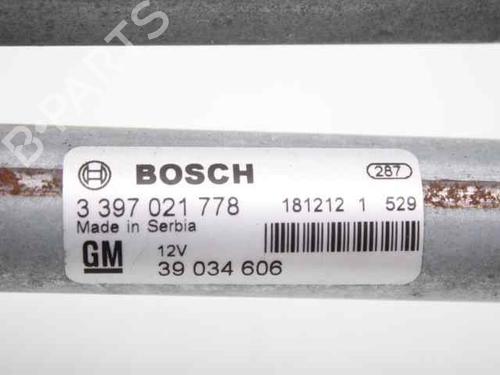 BOSCH
287
3 397 021 778
181212 1 529
Made in Serbia
GM
12V
39 034 606
B-PARTS